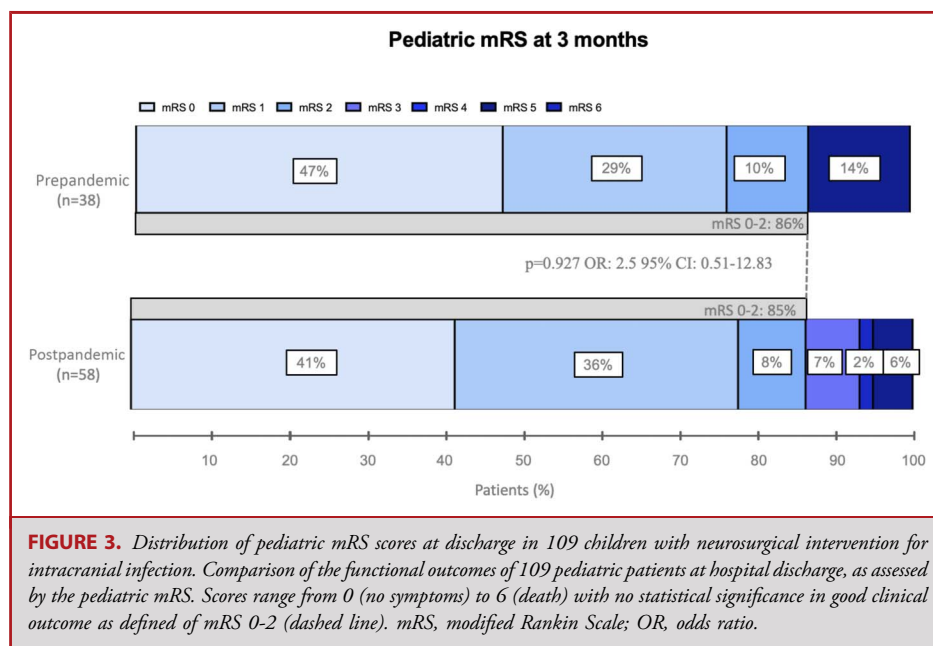 Pediatric mRS at 3 months
mRS 0 mRS 1 mRS 2 mRS 3 mRS 4 mRS 5 mRS 6
Prepandemic
(n=38)
47% 29% 10% 14%
mRS 0-2: 86%
p=0.927 OR: 2.5 95% CI: 0.51-12.83
mRS 0-2: 85%
Postpandemic
(n=58)
41% 36% 8% 7% 2% 6%
10 20 30 40 50 60 70 80 90 100
Patients (%)
FIGURE 3. Distribution of pediatric mRS scores at discharge in 109 children with neurosurgical intervention for
intracranial infection. Comparison of the functional outcomes of 109 pediatric patients at hospital discharge, as assessed
by the pediatric mRS. Scores range from 0 (no symptoms) to 6 (death) with no statistical significance in good clinical
outcome as defined of mRS 0-2 (dashed line). mRS, modified Rankin Scale; OR, odds ratio.